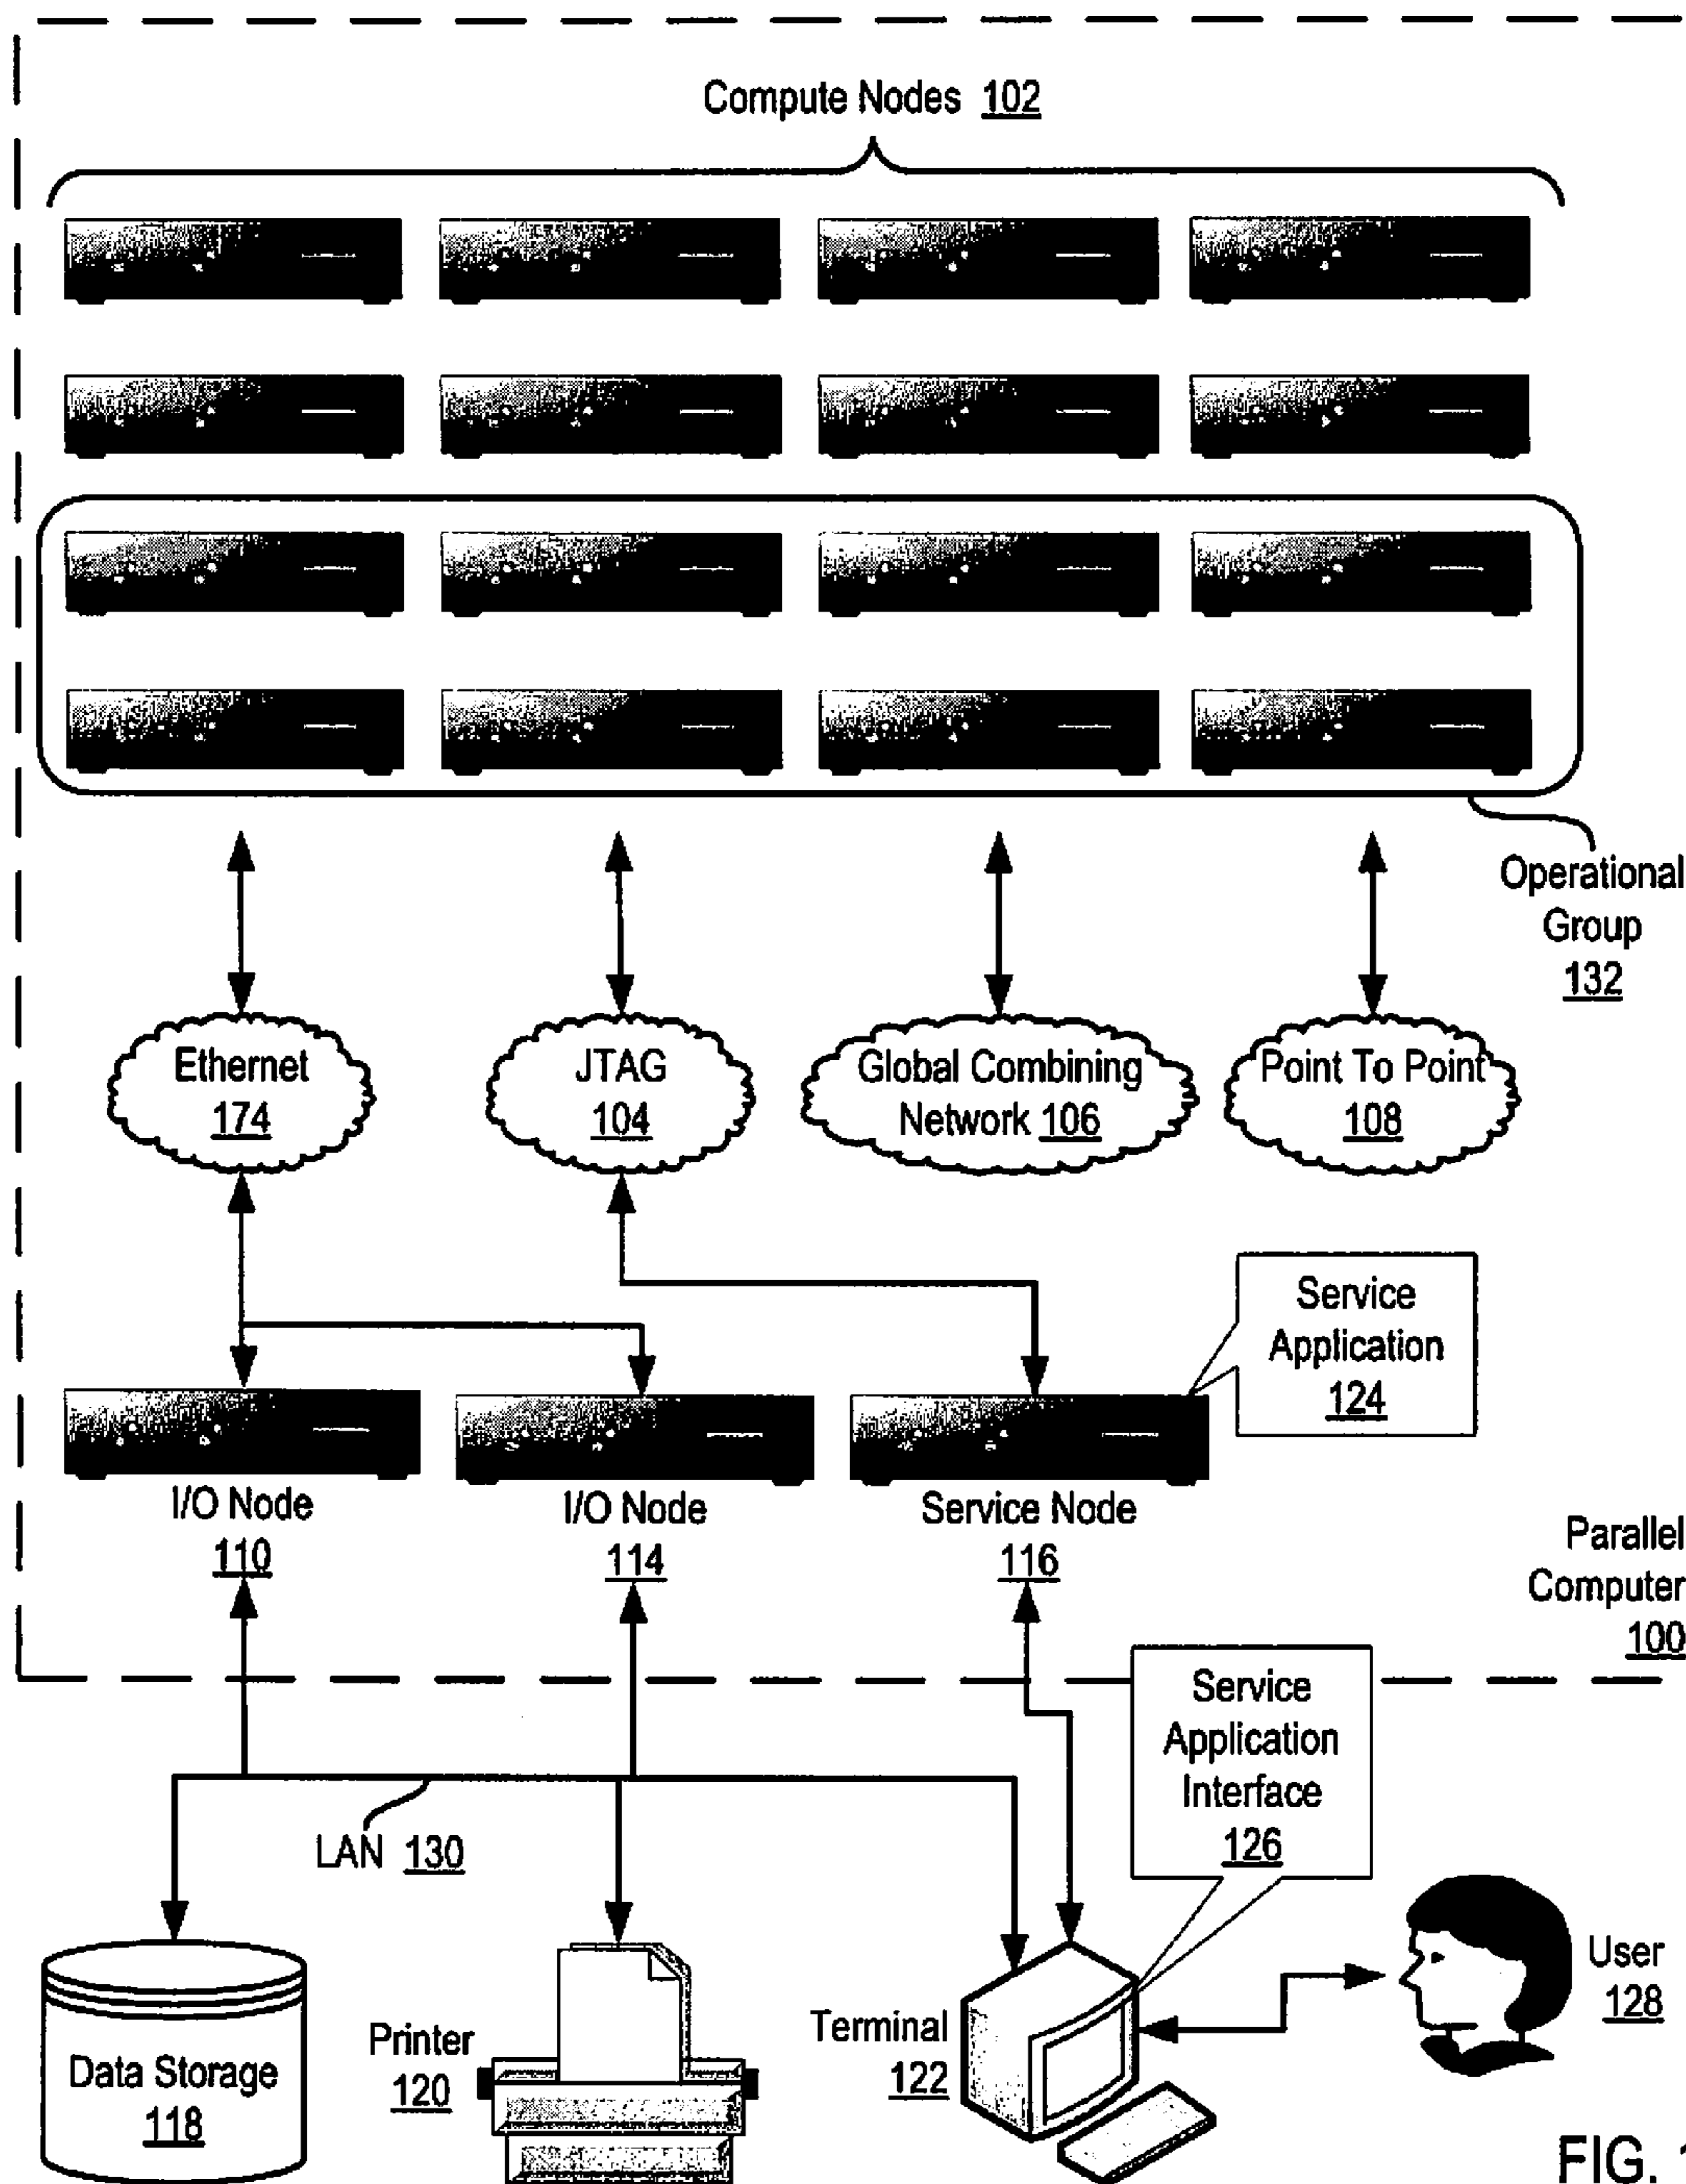 Compute Nodes 102
Operational
Group
132
Ethernet
174
JTAG
104
Global Combining
Network 106
Point To Point
108
Service
Application
124
I/O Node
110
I/O Node
114
Service Node
116
Parallel
Computer
100
Service
Application
Interface
126
LAN 130
Data Storage
118
Printer
120
Terminal
122
User
128
FIG.